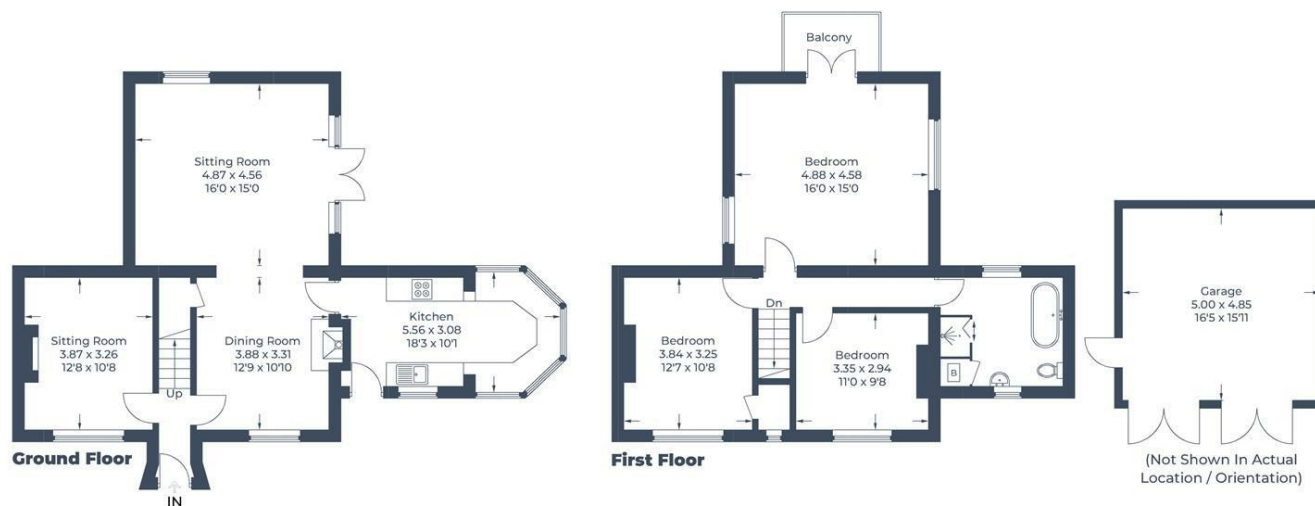 Sitting Room
4.87 x 4.56
16'0 x 15'0
Sitting Room
3.87 x 3.26
12'8 x 10'8
Up
Dining Room
3.88 x 3.31
12'9 x 10'10
Kitchen
5.56 x 3.08
18'3 x 10'1
Ground Floor
IN
Balcony
Bedroom
4.88 x 4.58
16'0 x 15'0
Dn
Bedroom
3.84 x 3.25
12'7 x 10'8
Bedroom
3.35 x 2.94
11'0 x 9'8
B
First Floor
Garage
5.00 x 4.85
16'5 x 15'11
(Not Shown In Actual
Location / Orientation)